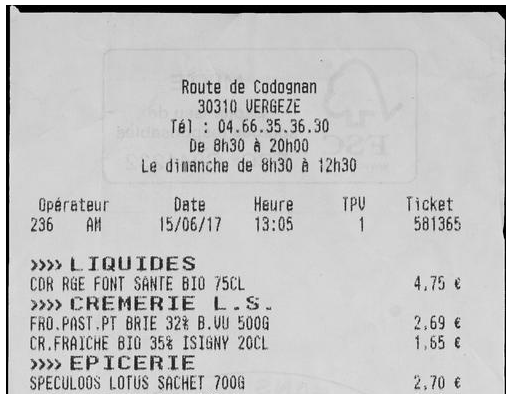 Route de Codognan
30310 VERGEZE
Tél : 04.66.35.36.30
De 8h30 à 20h00
Le dimanche de 8h30 à 12h30
Opérateur Date Heure TPV Ticket
236 AM 15/06/17 13:05 1 581365
»»» LIQUIDES
COR RGE FONT SANTE BIO 75CL 4,75 €
»»» CREMERIE L.S.
FRO.PAST.PT BRIE 32% B.VU 500G 2,69 €
CR.FRAICHE BIO 35% ISIGNY 20CL 1,65 €
»»» EPICERIE
SPECULOOS LOTUS SACHET 700G 2,70 €